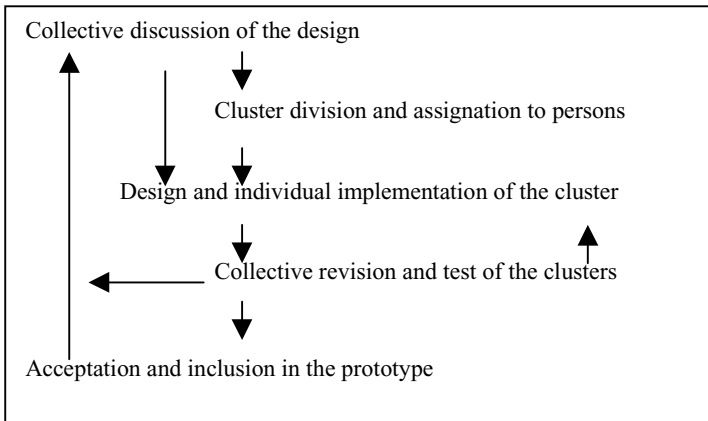 Collective discussion of the design
Cluster division and assignation to persons
Design and individual implementation of the cluster
Collective revision and test of the clusters
Acceptation and inclusion in the prototype